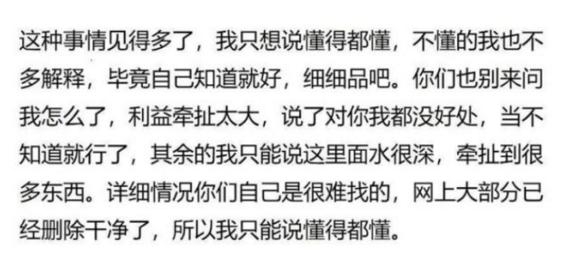 这种事情见得多了，我只想说懂得都懂，不懂的我也不
多解释，毕竟自己知道就好，细细品吧。你们也别来问
我怎么了，利益牵扯太大，说了对你我都没好处，当不
知道就行了，其余的我只能说这里面水很深，牵扯到很
多东西。详细情况你们自己是很难找的，网上大部分已
经删除干净了，所以我只能说懂得都懂。